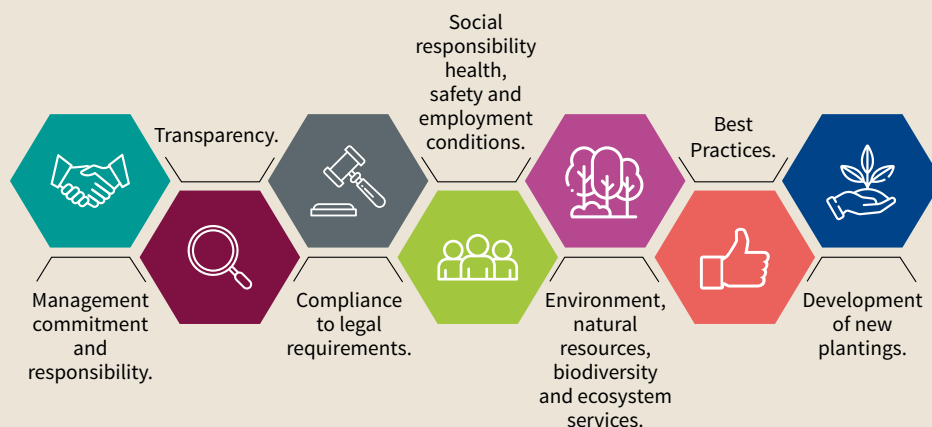 Management
commitment
and
responsibility.
Transparency.
Compliance
to legal
requirements.
Social
responsibility
health,
safety and
employment
conditions.
Environment,
natural
resources,
biodiversity
and ecosystem
services.
Best
Practices.
Development
of new
plantings.